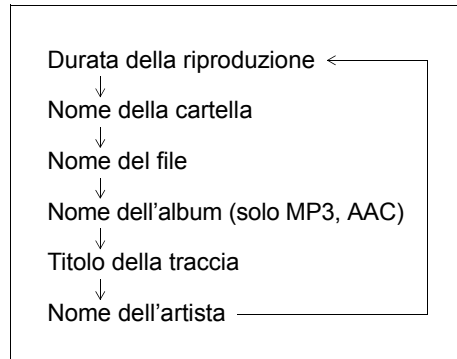 Durata della riproduzione
Nome della cartella
Nome del file
Nome dell'album (solo MP3, AAC)
Titolo della traccia
Nome dell'artista